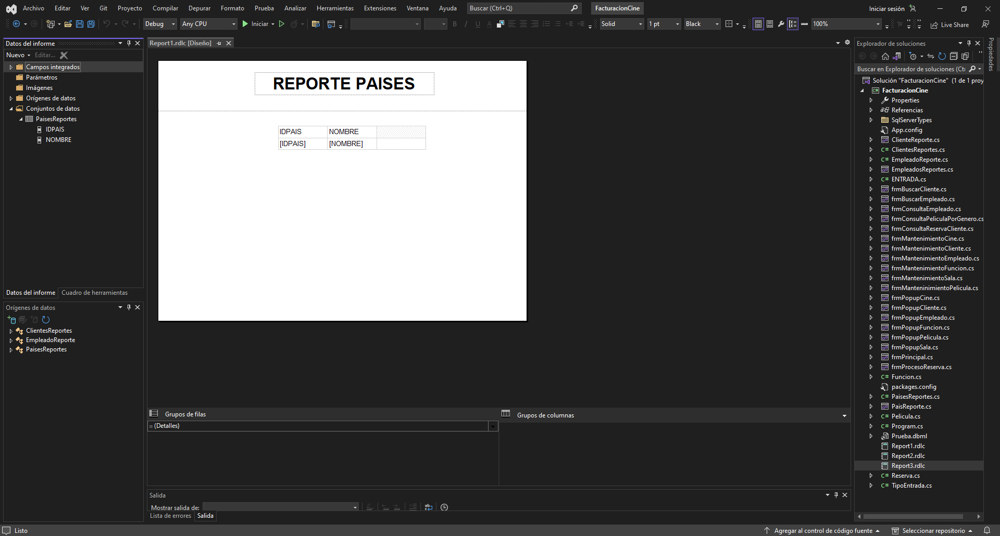 Archivo Editar Ver Git Proyecto Compilar Depurar Formato Prueba Analizar Herramientas Extensiones Ventana Ayuda Buscar (Ctrl+Q) FacturacionCine Iniciar sesión
Debug Any CPU Iniciar Solid 1 pt Black 100% Live Share
Datos del informe
Nuevo Editar...
Campos integrados
Parámetros
Imágenes
Orígenes de datos
Conjuntos de datos
PaisesReportes
IDPAIS
NOMBRE
Datos del informe Cuadro de herramientas
Orígenes de datos
ClientesReportes
EmpleadoReporte
PaisesReportes
Report1.rdlc [Diseño]
REPORTE PAISES
IDPAIS NOMBRE
[IDPAIS] [NOMBRE]
Grupos de filas
(Detalles)
Grupos de columnas
Salida
Mostrar salida de:
Lista de errores Salida
Explorador de soluciones
Buscar en Explorador de soluciones (Ctr
Solución "FacturacionCine" (1 de 1 proy
FacturacionCine
Properties
Referencias
SqlServerTypes
App.config
ClienteReporte.cs
C# ClientesReportes.cs
C# EmpleadoReporte.cs
EmpleadosReportes.cs
C# ENTRADA.cs
frmBuscarCliente.cs
frmBuscarEmpleado.cs
frmConsultaEmpleado.cs
frmConsultaPeliculaPorGenero.cs
frmConsultaReservaCliente.cs
frmMantenimientoCine.cs
frmMantenimientoCliente.cs
frmMantenimientoEmpleado.cs
frmMantenimientoFuncion.cs
frmMantenimientoSala.cs
frmManteninimientoPelicula.cs
frmPopupCine.cs
frmPopupCliente.cs
frmPopupEmpleado.cs
frmPopupFuncion.cs
frmPopupPelicula.cs
frmPopupSala.cs
frmPrincipal.cs
frmProcesoReserva.cs
C# Funcion.cs
packages.config
C# PaisesReportes.cs
PaisReporte.cs
C# Pelicula.cs
C# Program.cs
Prueba.dbml
Report1.rdlc
Report2.rdlc
Report3.rdlc
C# Reserva.cs
C# TipoEntrada.cs
Propiedades
Listo Agregar al control de código fuente Seleccionar repositorio